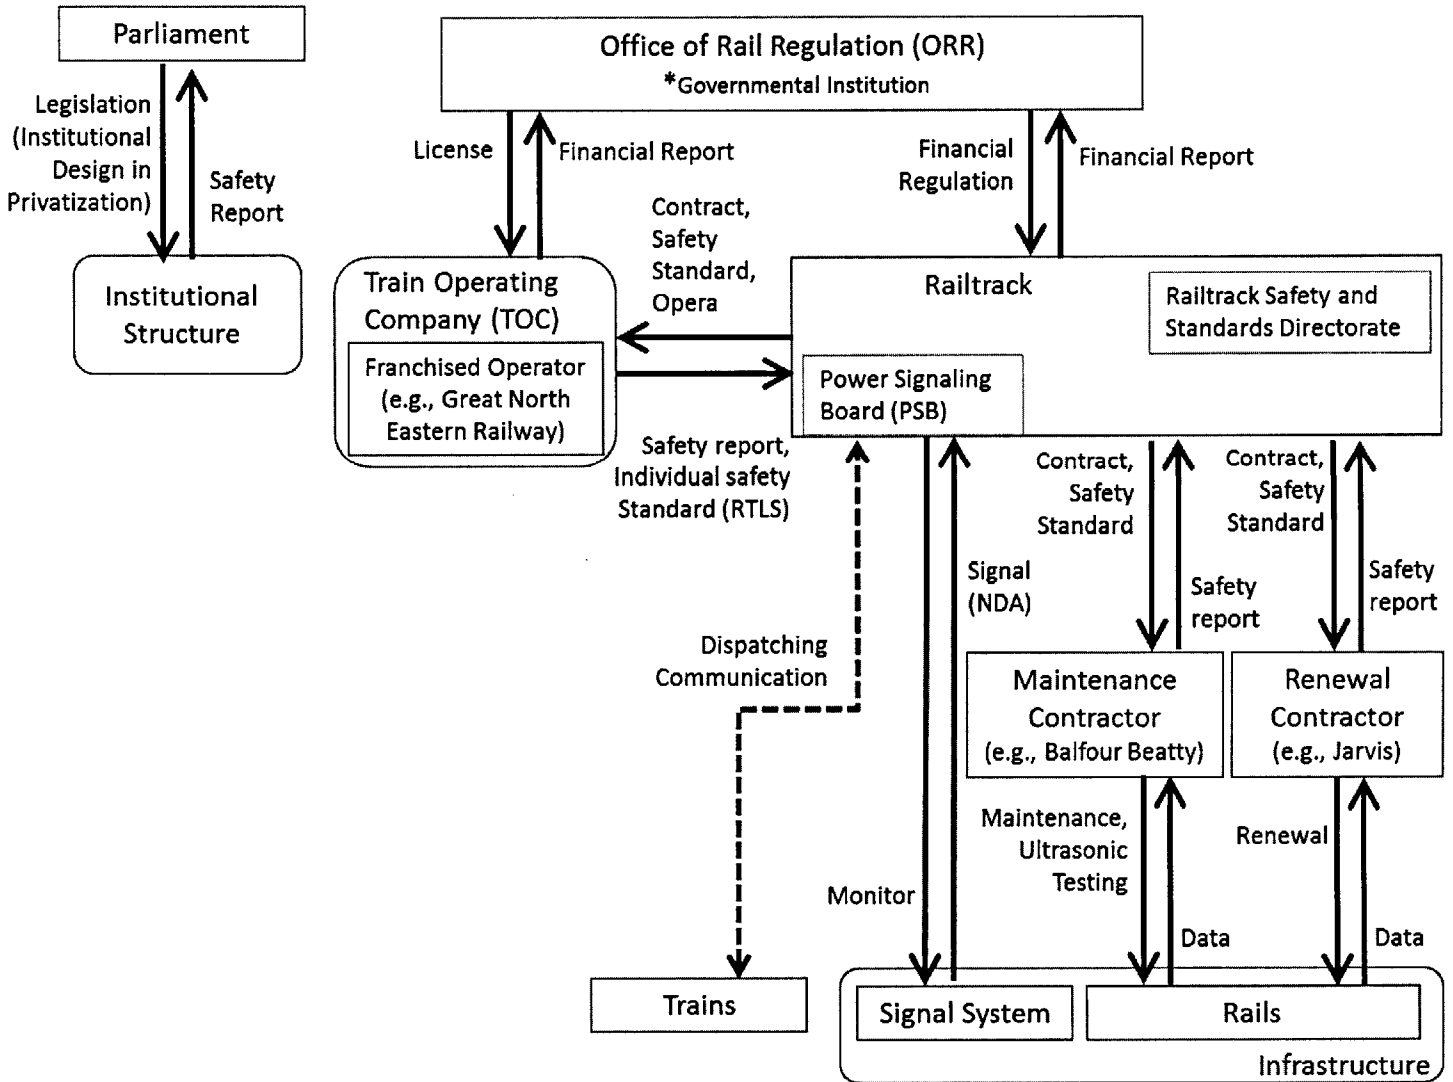 Parliament
Legislation
(Institutional
Design in
Privatization)
Safety
Report
Institutional
Structure
Office of Rail Regulation (ORR)
*Governmental Institution
License
Financial Report
Financial
Regulation
Financial Report
Contract,
Safety
Standard,
Opera
Train Operating
Company (TOC)
Franchised Operator
(e.g., Great North
Eastern Railway)
Railtrack
Railtrack Safety and
Standards Directorate
Power Signaling
Board (PSB)
Safety report,
Individual safety
Standard (RTLS)
Contract,
Safety
Standard
Contract,
Safety
Standard
Signal
(NDA)
Safety
report
Safety
report
Dispatching
Communication
Maintenance
Contractor
(e.g., Balfour Beatty)
Renewal
Contractor
(e.g., Jarvis)
Maintenance,
Ultrasonic
Testing
Renewal
Monitor
Data
Data
Trains
Signal System
Rails
Infrastructure